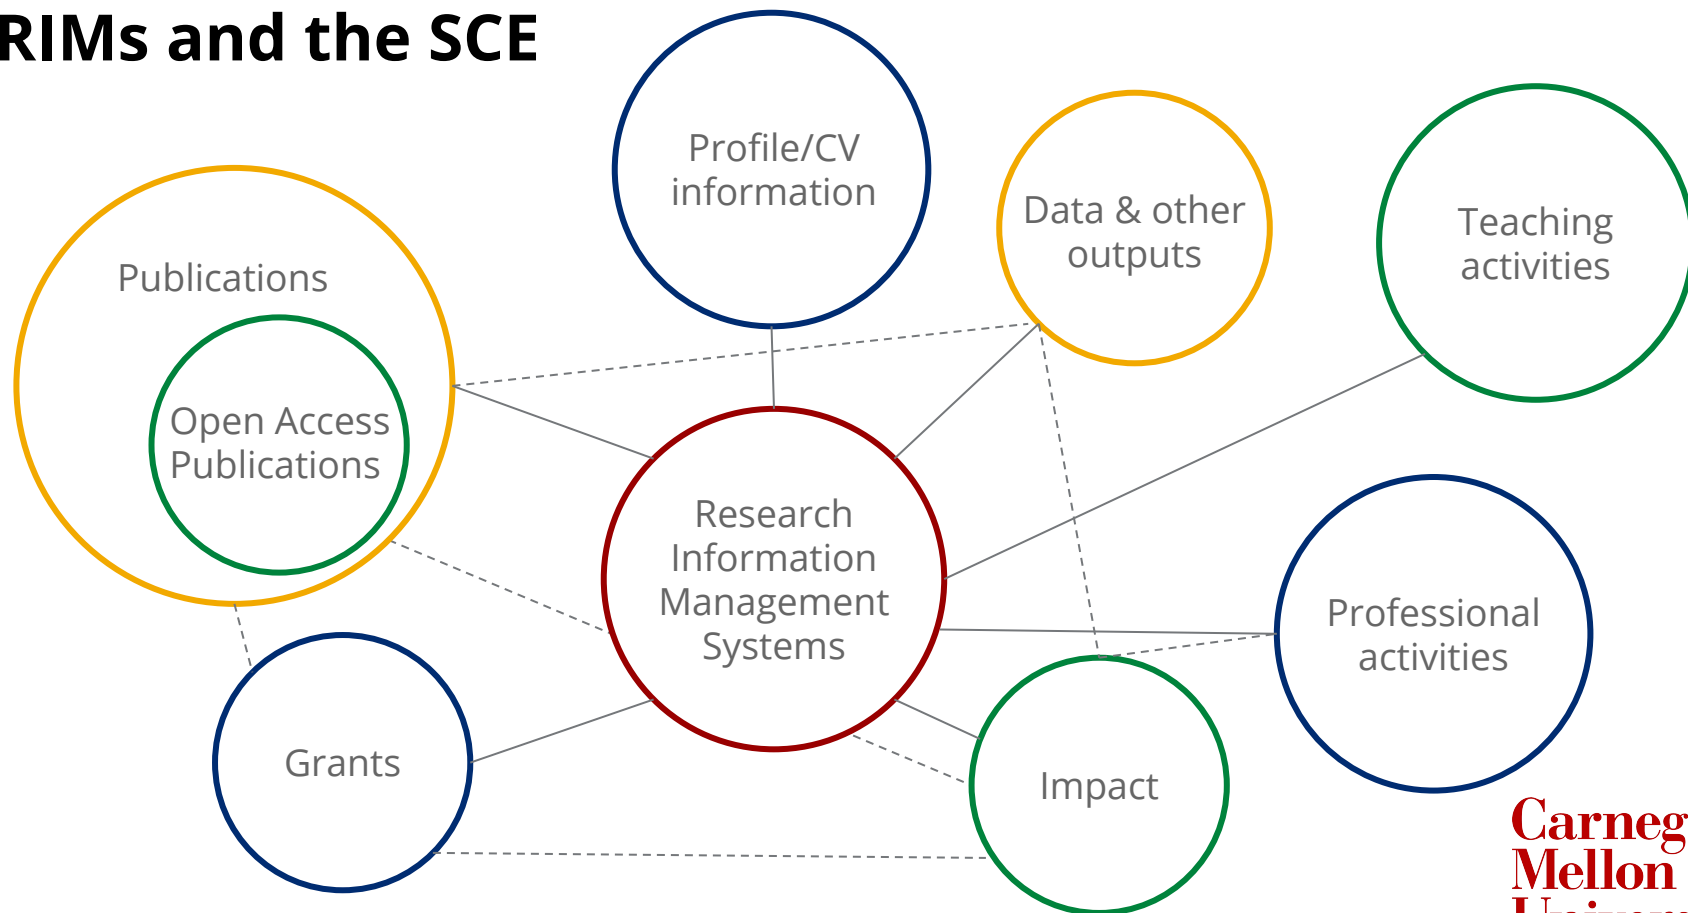 RIMs and the SCE
Profile/CV
information
Data & other
outputs
Teaching
activities
Publications
Open Access
Publications
Research
Information
Management
Systems
Professional
activities
Grants
Impact
Carneg
Mellon